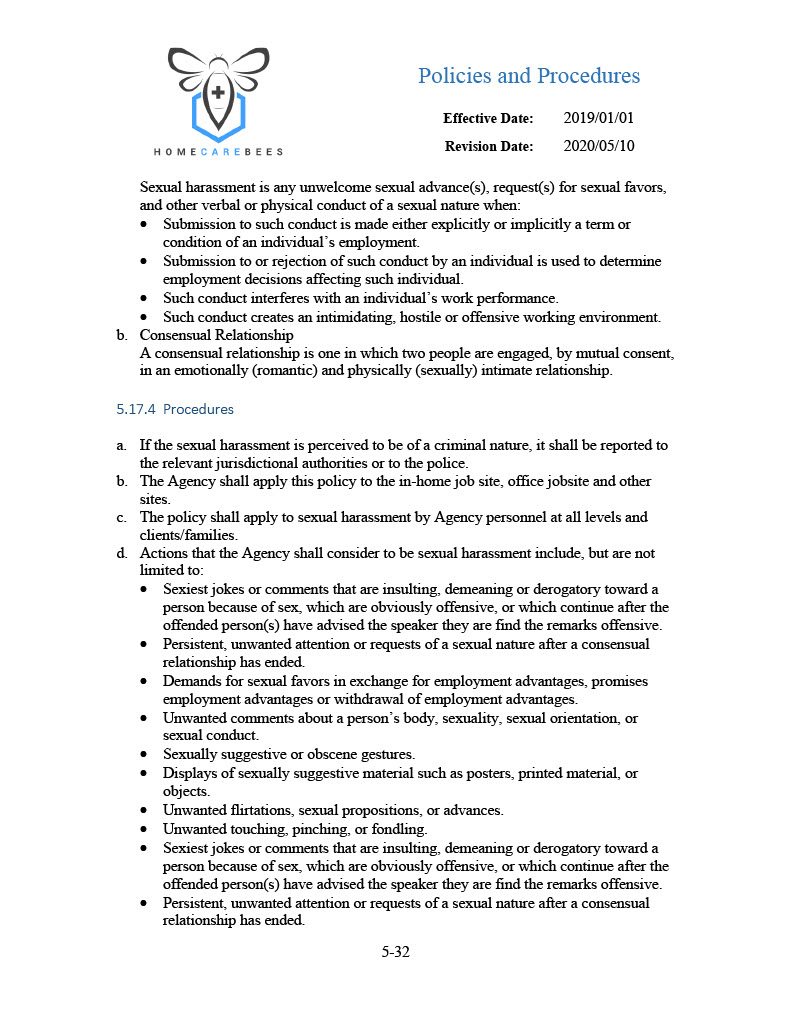 Policies and Procedures
Effective Date: 2019/01/01
Revision Date: 2020/05/10
HOMECAREBEES
Sexual harassment is any unwelcome sexual advance(s), request(s) for sexual favors,
and other verbal or physical conduct of a sexual nature when:
• Submission to such conduct is made either explicitly or implicitly a term or
condition of an individual’s employment.
• Submission to or rejection of such conduct by an individual is used to determine
employment decisions affecting such individual.
• Such conduct interferes with an individual’s work performance.
• Such conduct creates an intimidating, hostile or offensive working environment.
b. Consensual Relationship
A consensual relationship is one in which two people are engaged, by mutual consent,
in an emotionally (romantic) and physically (sexually) intimate relationship.
5.17.4 Procedures
a. If the sexual harassment is perceived to be of a criminal nature, it shall be reported to
the relevant jurisdictional authorities or to the police.
b. The Agency shall apply this policy to the in-home job site, office jobsite and other
sites.
c. The policy shall apply to sexual harassment by Agency personnel at all levels and
clients/families.
d. Actions that the Agency shall consider to be sexual harassment include, but are not
limited to:
• Sexiest jokes or comments that are insulting, demeaning or derogatory toward a
person because of sex, which are obviously offensive, or which continue after the
offended person(s) have advised the speaker they are find the remarks offensive.
• Persistent, unwanted attention or requests of a sexual nature after a consensual
relationship has ended.
• Demands for sexual favors in exchange for employment advantages, promises
employment advantages or withdrawal of employment advantages.
• Unwanted comments about a person’s body, sexuality, sexual orientation, or
sexual conduct.
• Sexually suggestive or obscene gestures.
• Displays of sexually suggestive material such as posters, printed material, or
objects.
• Unwanted flirtations, sexual propositions, or advances.
• Unwanted touching, pinching, or fondling.
• Sexiest jokes or comments that are insulting, demeaning or derogatory toward a
person because of sex, which are obviously offensive, or which continue after the
offended person(s) have advised the speaker they are find the remarks offensive.
• Persistent, unwanted attention or requests of a sexual nature after a consensual
relationship has ended.
5-32